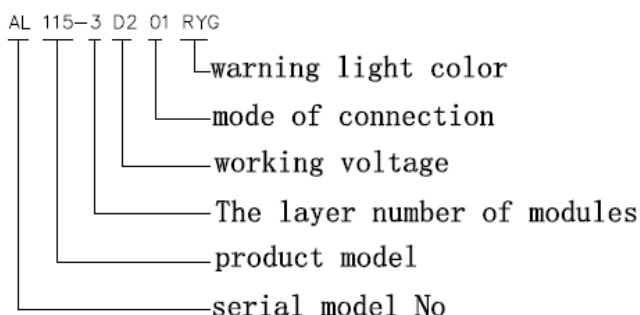 AL 115-3 D2 01 RYG
warning light color
mode of connection
working voltage
The layer number of modules
product model
serial model No